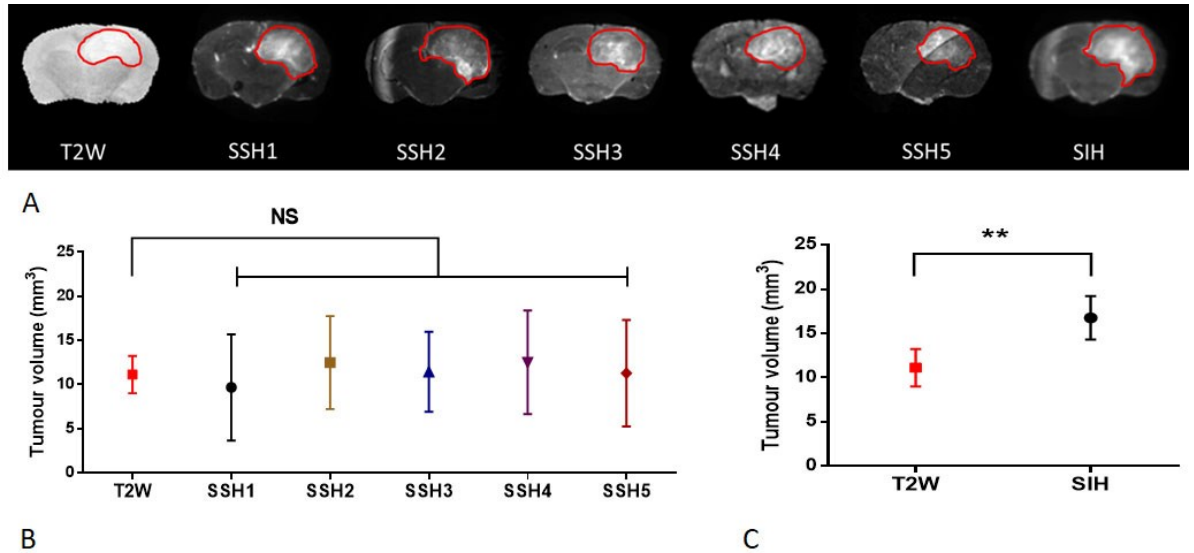 T2W SSH1 SSH2 SSH3 SSH4 SSH5 SIH
A
NS
25
20
15
10
5
0
Tumour volume (mm³)
T2W SSH1 SSH2 SSH3 SSH4 SSH5
B
**
25
20
15
10
5
0
Tumour volume (mm³)
T2W SIH
C